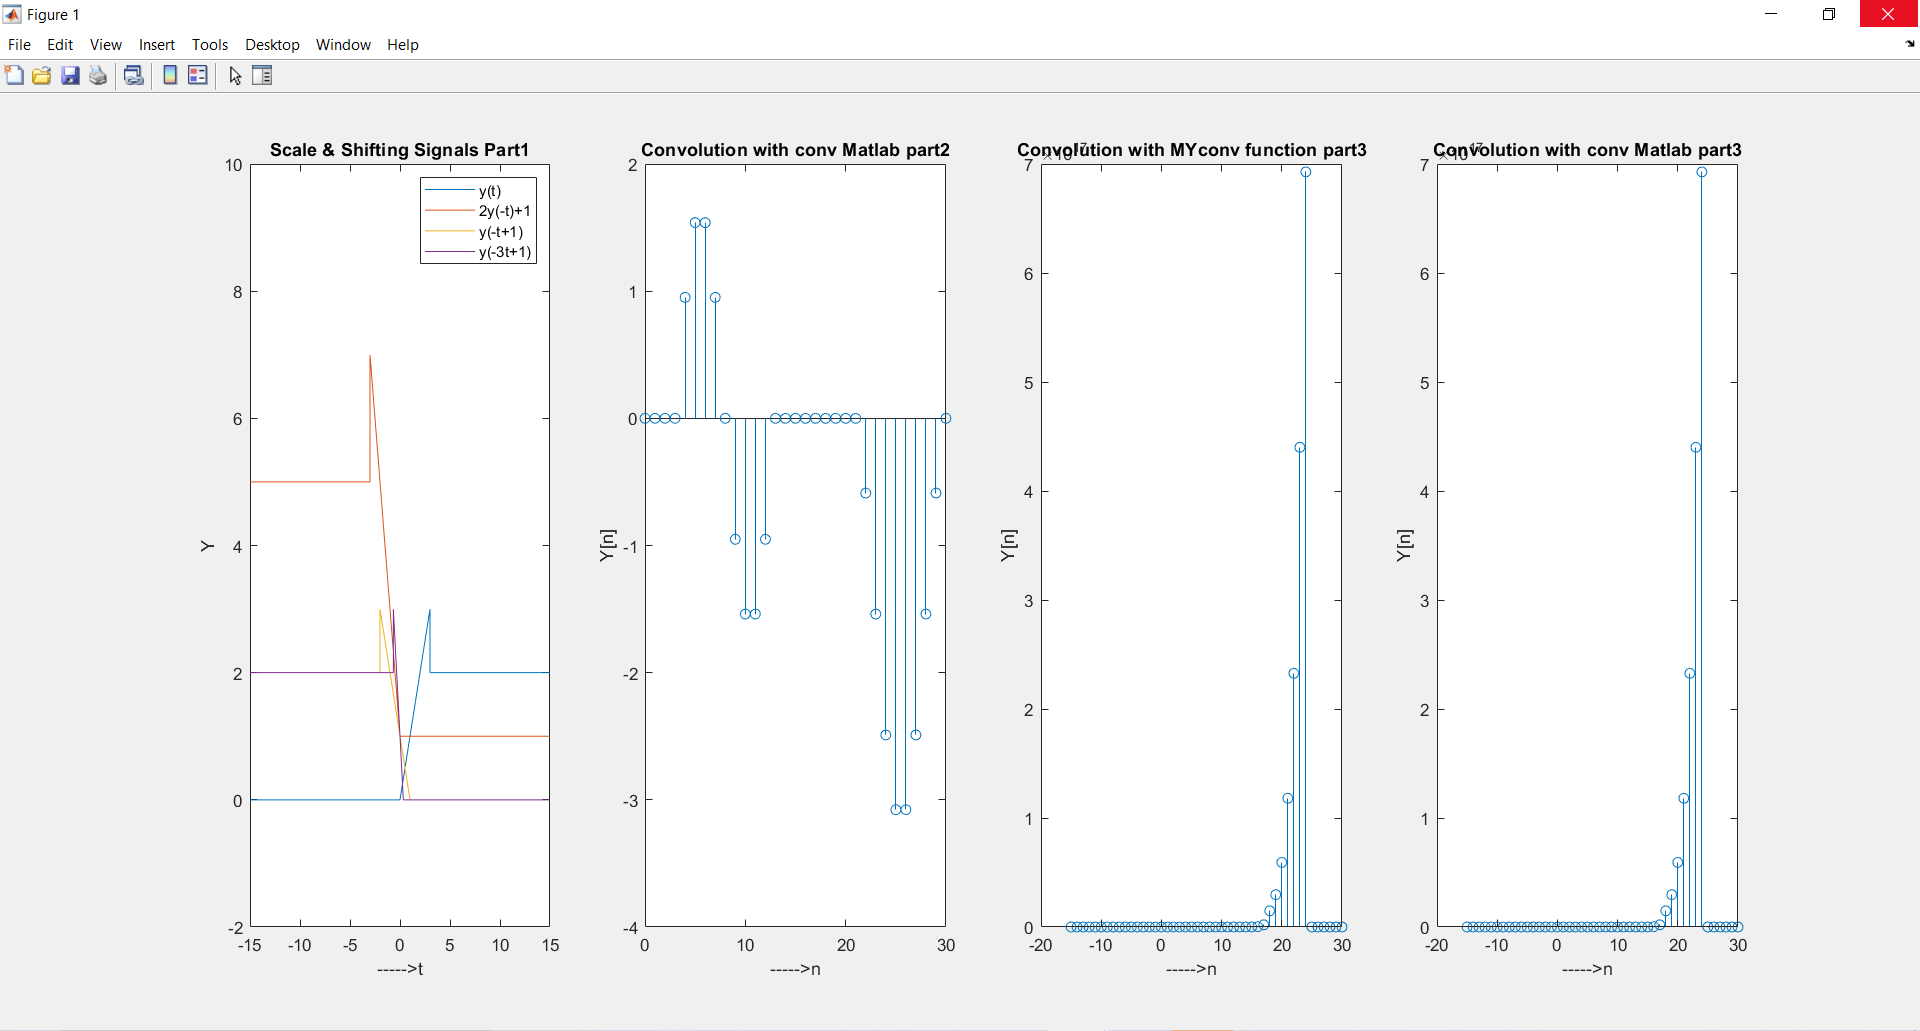 Figure 1
File Edit View Insert Tools Desktop Window Help
Scale & Shifting Signals Part1
10
8
6
4
2
0
-2
Y
-15 -10 -5 0 5 10 15
----->t
y(t)
2y(-t)+1
y(-t+1)
y(-3t+1)
Convolution with conv Matlab part2
2
1
0
-1
-2
-3
-4
Y[n]
0 10 20 30
----->n
Convolution with MYconv function part3
7
6
5
4
3
2
1
0
Y[n]
-20 -10 0 10 20 30
----->n
Convolution with conv Matlab part3
7
6
5
4
3
2
1
0
Y[n]
-20 -10 0 10 20 30
----->n